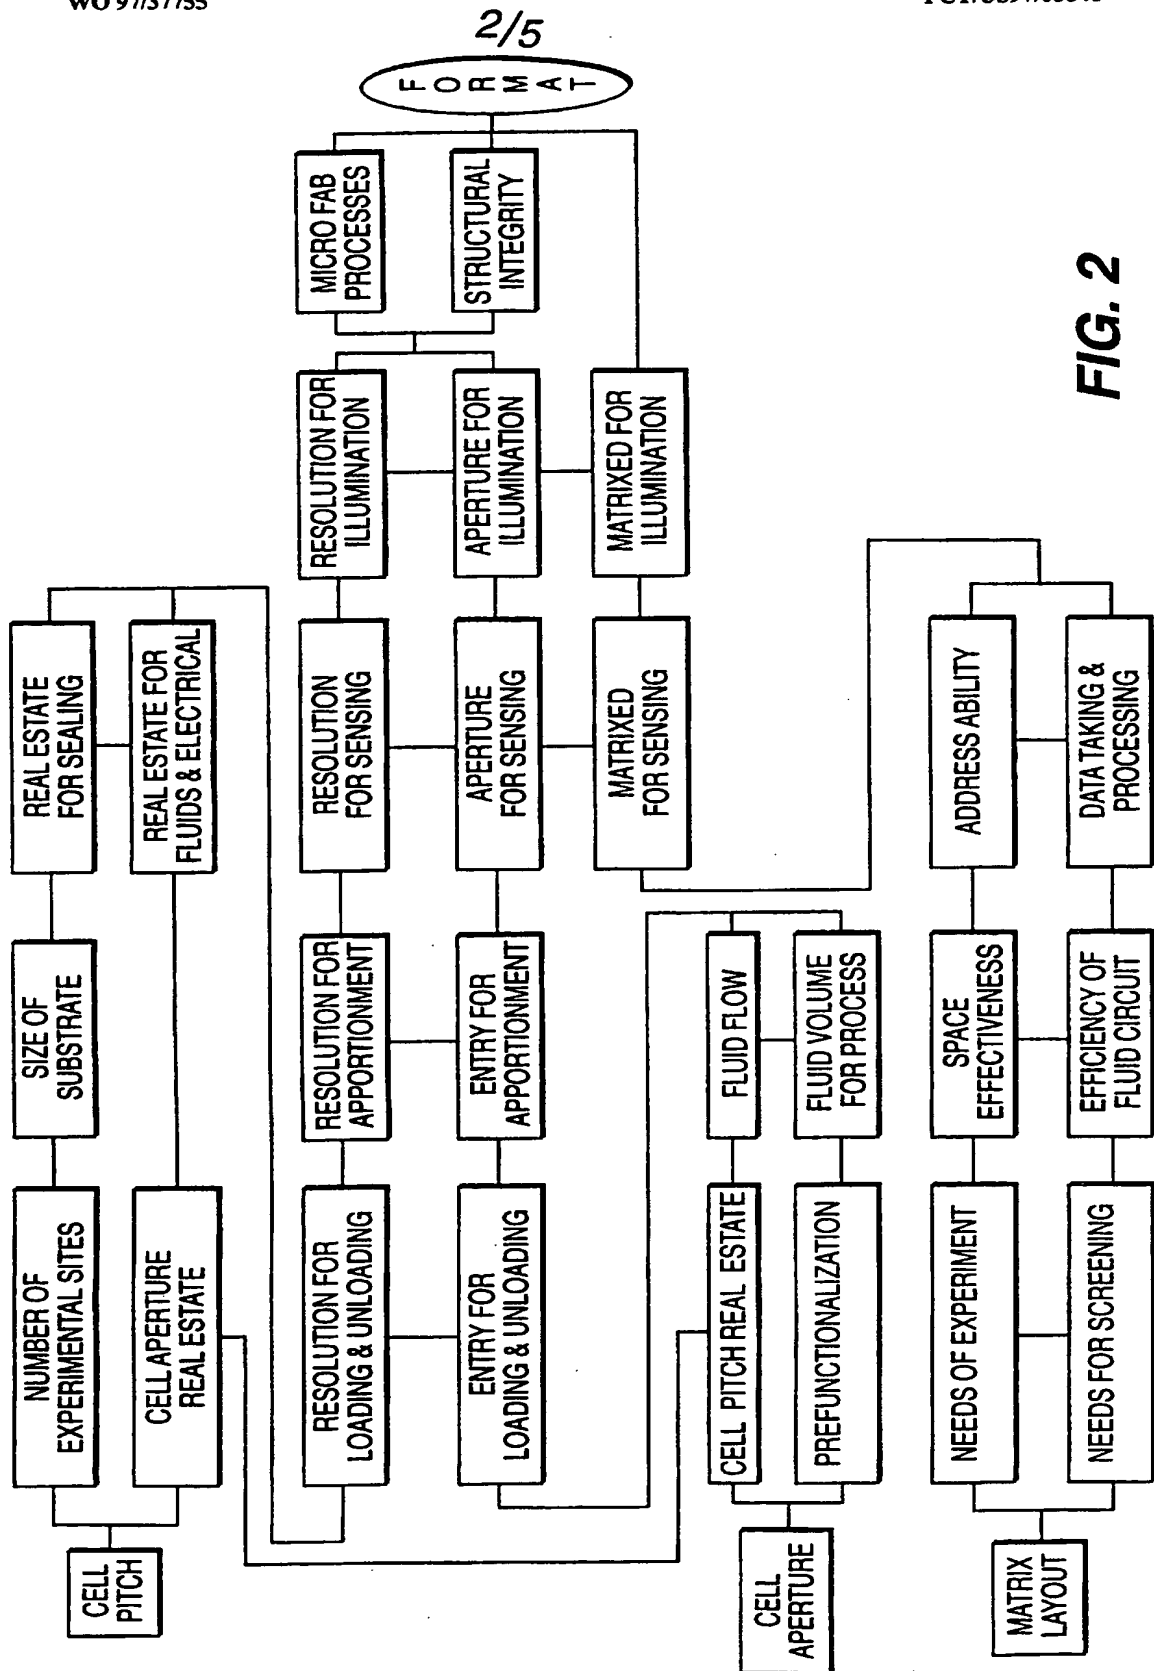 WO 97/37755
2/5
FORMAT
MICRO FAB
PROCESSES
STRUCTURAL
INTEGRITY
RESOLUTION FOR
ILLUMINATION
APERTURE FOR
ILLUMINATION
MATRIXED FOR
ILLUMINATION
REAL ESTATE
FOR SEALING
REAL ESTATE FOR
FLUIDS & ELECTRICAL
RESOLUTION
FOR SENSING
APERTURE
FOR SENSING
MATRIXED
FOR SENSING
ADDRESS ABILITY
DATA TAKING &
PROCESSING
SIZE OF
SUBSTRATE
RESOLUTION FOR
APPORTIONMENT
ENTRY FOR
APPORTIONMENT
FLUID FLOW
FLUID VOLUME
FOR PROCESS
SPACE
EFFECTIVENESS
EFFICIENCY OF
FLUID CIRCUIT
NUMBER OF
EXPERIMENTAL SITES
CELL APERTURE
REAL ESTATE
RESOLUTION FOR
LOADING & UNLOADING
ENTRY FOR
LOADING & UNLOADING
CELL PITCH REAL ESTATE
PREFUNCTIONALIZATION
NEEDS OF EXPERIMENT
NEEDS FOR SCREENING
CELL
PITCH
CELL
APERTURE
MATRIX
LAYOUT
FIG. 2